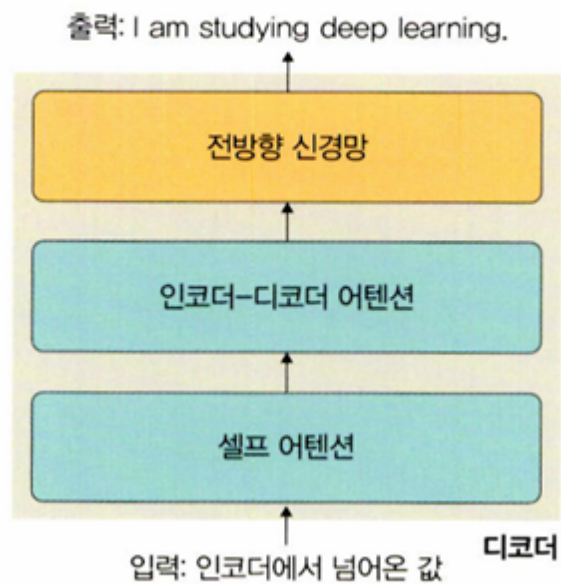 출력: I am studying deep learning.
전방향 신경망
인코더-디코더 어텐션
셀프 어텐션
디코더
입력: 인코더에서 넘어온 값